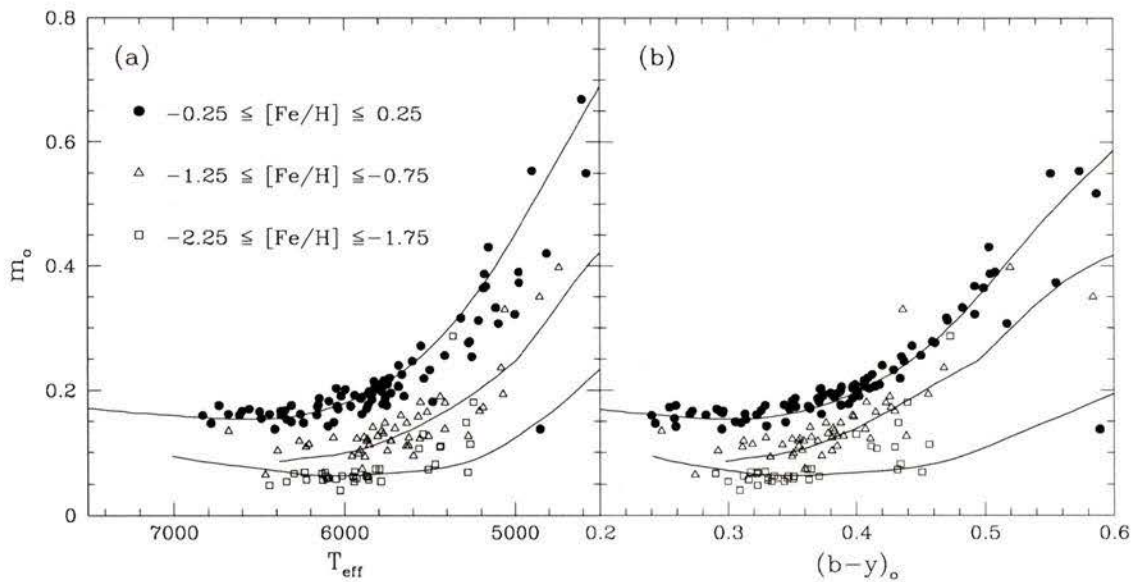 0.8
0.6
0.4
0.2
0
m_o
(a)
● −0.25 ≦ [Fe/H] ≦ 0.25
△ −1.25 ≦ [Fe/H] ≦−0.75
□ −2.25 ≦ [Fe/H] ≦−1.75
7000 6000 5000
T_eff
(b)
0.2 0.3 0.4 0.5 0.6
(b−y)_o